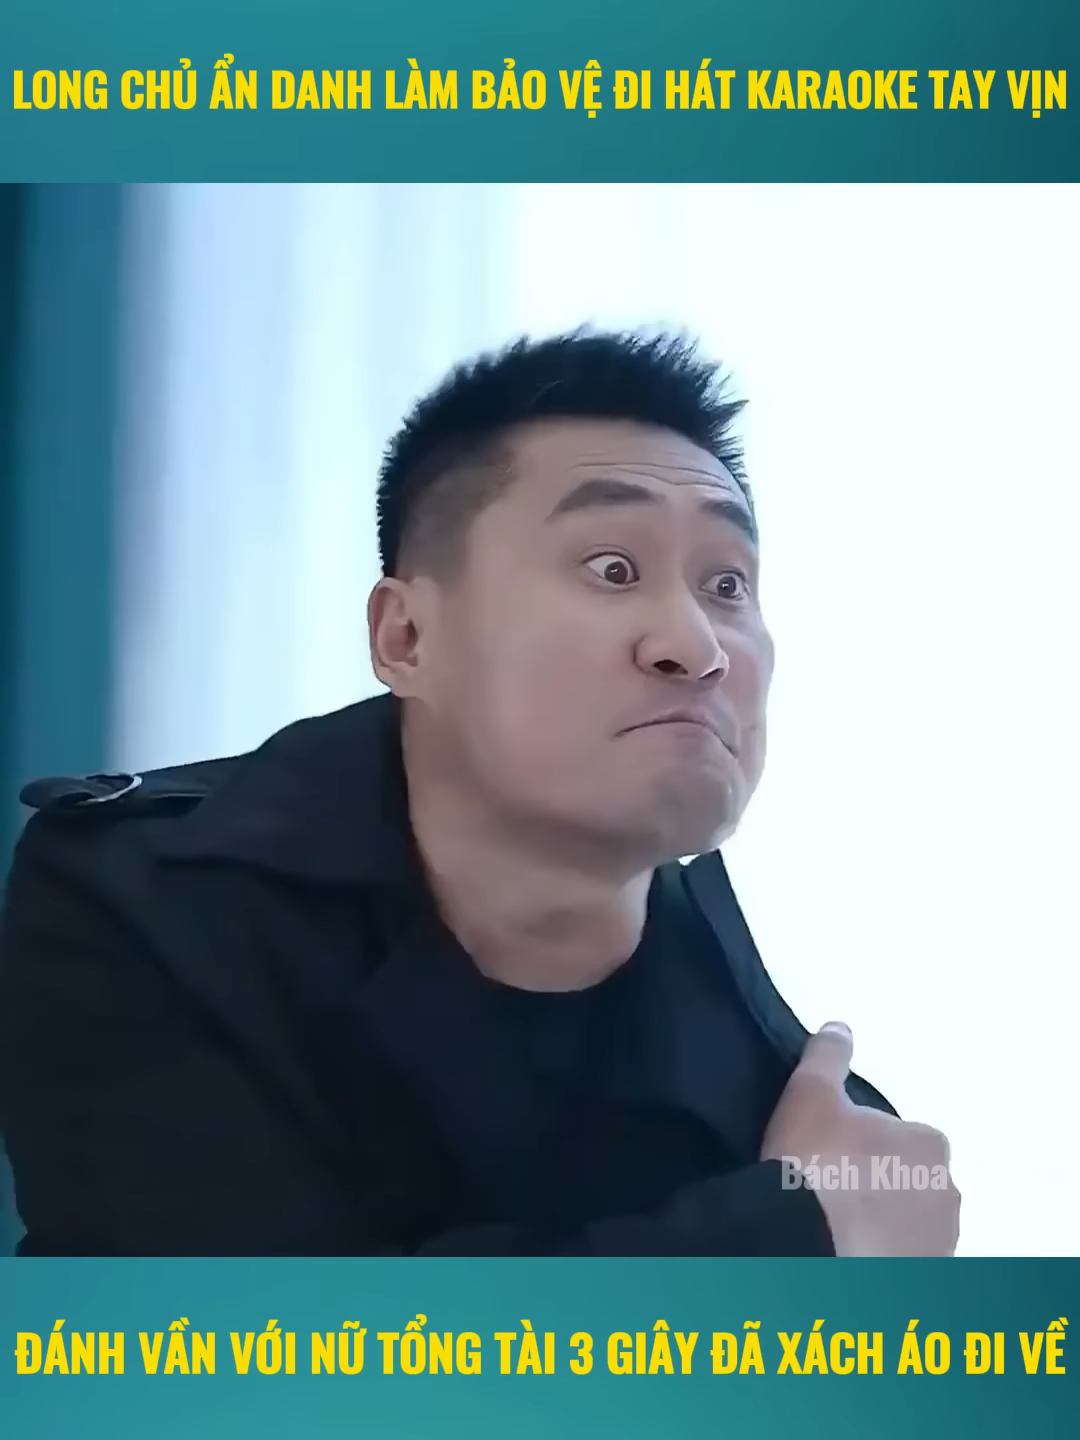 LONG CHỦ ẨN DANH LÀM BẢO VỆ ĐI HÁT KARAOKE TAY VỊN
Bách Khoa
ĐÁNH VẦN VỚI NỮ TỔNG TÀI 3 GIÂY ĐÃ XÁCH ÁO ĐI VỀ